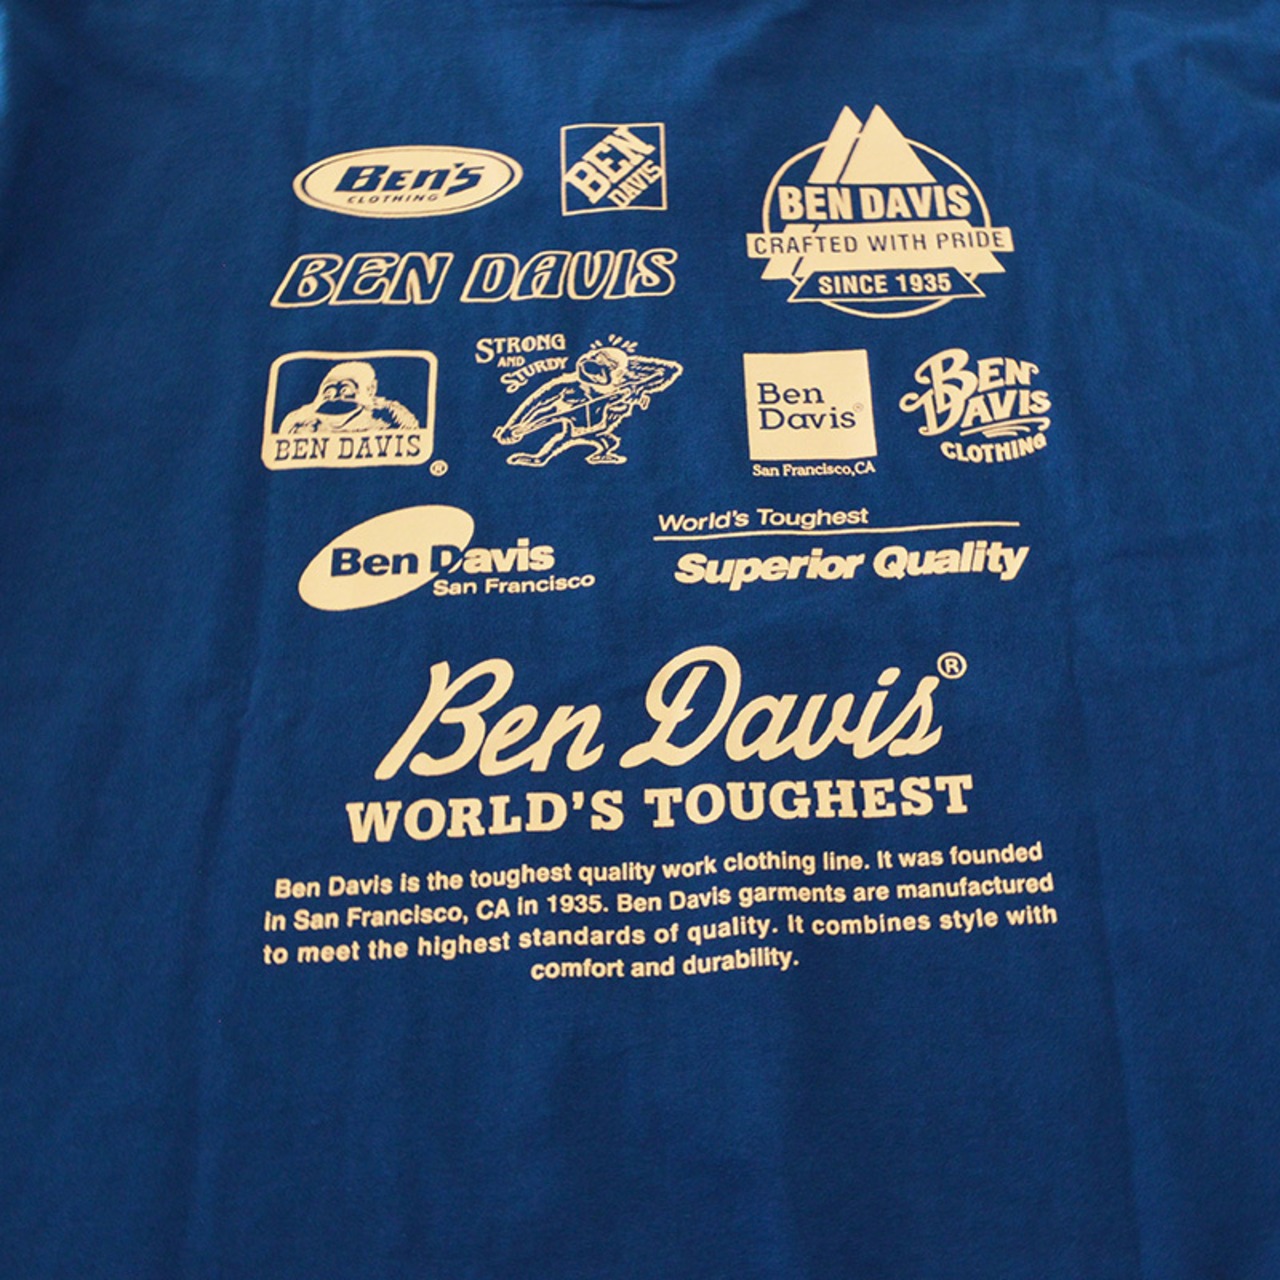 BEN'S
CLOTHING
BEN
DAVIS
BEN DAVIS
CRAFTED WITH PRIDE
SINCE 1935
BEN DAVIS
BEN DAVIS
®
STRONG
AND
STURDY
Ben
Davis®
San Francisco, CA
BEN
DAVIS
CLOTHING
Ben Davis
San Francisco
World's Toughest
Superior Quality
Ben Davis®
WORLD'S TOUGHEST
Ben Davis is the toughest quality work clothing line. It was founded
in San Francisco, CA in 1935. Ben Davis garments are manufactured
to meet the highest standards of quality. It combines style with
comfort and durability.